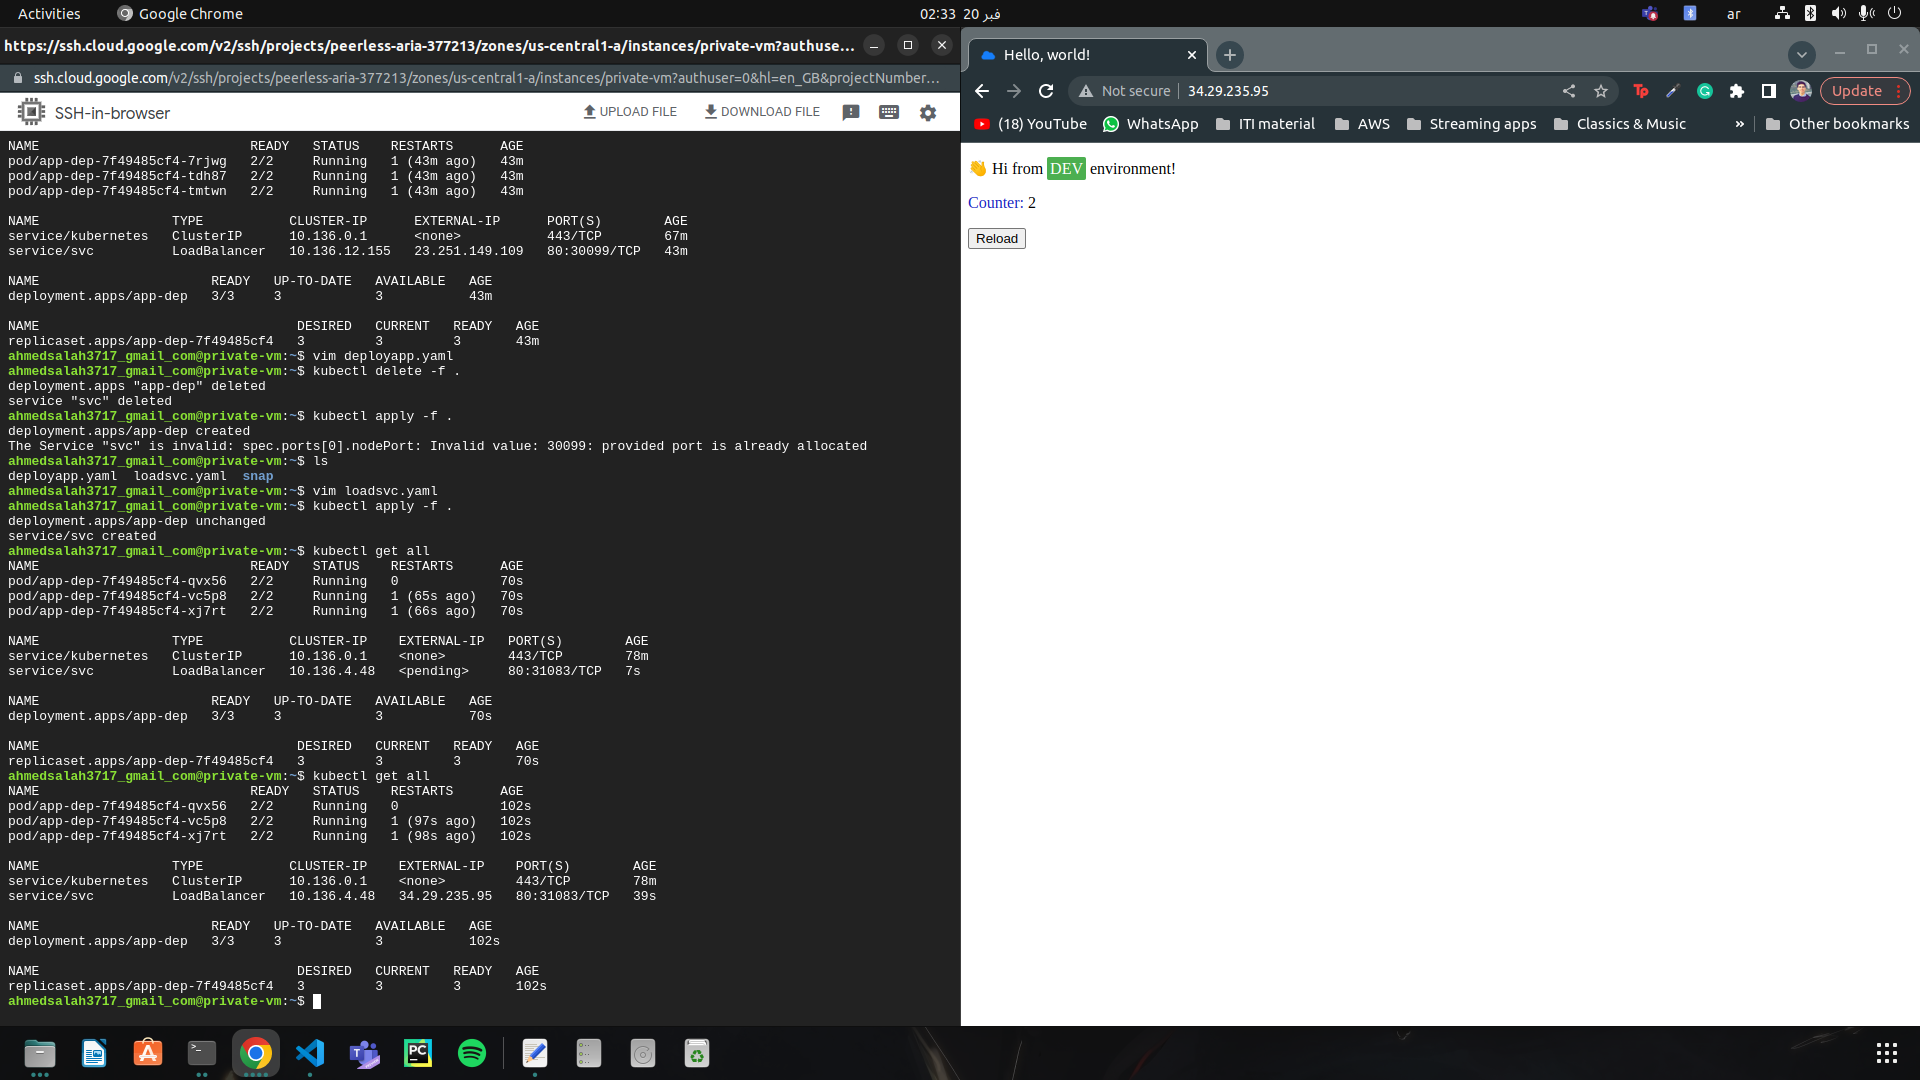 Activities
Google Chrome
02:33 20 فبر
ar
https://ssh.cloud.google.com/v2/ssh/projects/peerless-aria-377213/zones/us-central1-a/instances/private-vm?authuse...
ssh.cloud.google.com/v2/ssh/projects/peerless-aria-377213/zones/us-central1-a/instances/private-vm?authuser=0&hl=en_GB&projectNumber...
SSH-in-browser
UPLOAD FILE
DOWNLOAD FILE
NAME READY STATUS RESTARTS AGE
pod/app-dep-7f49485cf4-7rjwg 2/2 Running 1 (43m ago) 43m
pod/app-dep-7f49485cf4-tdh87 2/2 Running 1 (43m ago) 43m
pod/app-dep-7f49485cf4-tmtwn 2/2 Running 1 (43m ago) 43m
NAME TYPE CLUSTER-IP EXTERNAL-IP PORT(S) AGE
service/kubernetes ClusterIP 10.136.0.1 <none> 443/TCP 67m
service/svc LoadBalancer 10.136.12.155 23.251.149.109 80:30099/TCP 43m
NAME READY UP-TO-DATE AVAILABLE AGE
deployment.apps/app-dep 3/3 3 3 43m
NAME DESIRED CURRENT READY AGE
replicaset.apps/app-dep-7f49485cf4 3 3 3 43m
ahmedsalah3717_gmail_com@private-vm:~$ vim deployapp.yaml
ahmedsalah3717_gmail_com@private-vm:~$ kubectl delete -f .
deployment.apps "app-dep" deleted
service "svc" deleted
ahmedsalah3717_gmail_com@private-vm:~$ kubectl apply -f .
deployment.apps/app-dep created
The Service "svc" is invalid: spec.ports[0].nodePort: Invalid value: 30099: provided port is already allocated
ahmedsalah3717_gmail_com@private-vm:~$ ls
deployapp.yaml loadsvc.yaml snap
ahmedsalah3717_gmail_com@private-vm:~$ vim loadsvc.yaml
ahmedsalah3717_gmail_com@private-vm:~$ kubectl apply -f .
deployment.apps/app-dep unchanged
service/svc created
ahmedsalah3717_gmail_com@private-vm:~$ kubectl get all
NAME READY STATUS RESTARTS AGE
pod/app-dep-7f49485cf4-qvx56 2/2 Running 0 70s
pod/app-dep-7f49485cf4-vc5p8 2/2 Running 1 (65s ago) 70s
pod/app-dep-7f49485cf4-xj7rt 2/2 Running 1 (66s ago) 70s
NAME TYPE CLUSTER-IP EXTERNAL-IP PORT(S) AGE
service/kubernetes ClusterIP 10.136.0.1 <none> 443/TCP 78m
service/svc LoadBalancer 10.136.4.48 <pending> 80:31083/TCP 7s
NAME READY UP-TO-DATE AVAILABLE AGE
deployment.apps/app-dep 3/3 3 3 70s
NAME DESIRED CURRENT READY AGE
replicaset.apps/app-dep-7f49485cf4 3 3 3 70s
ahmedsalah3717_gmail_com@private-vm:~$ kubectl get all
NAME READY STATUS RESTARTS AGE
pod/app-dep-7f49485cf4-qvx56 2/2 Running 0 102s
pod/app-dep-7f49485cf4-vc5p8 2/2 Running 1 (97s ago) 102s
pod/app-dep-7f49485cf4-xj7rt 2/2 Running 1 (98s ago) 102s
NAME TYPE CLUSTER-IP EXTERNAL-IP PORT(S) AGE
service/kubernetes ClusterIP 10.136.0.1 <none> 443/TCP 78m
service/svc LoadBalancer 10.136.4.48 34.29.235.95 80:31083/TCP 39s
NAME READY UP-TO-DATE AVAILABLE AGE
deployment.apps/app-dep 3/3 3 3 102s
NAME DESIRED CURRENT READY AGE
replicaset.apps/app-dep-7f49485cf4 3 3 3 102s
ahmedsalah3717_gmail_com@private-vm:~$
Hello, world!
Not secure 34.29.235.95
Update
(18) YouTube
WhatsApp
ITI material
AWS
Streaming apps
Classics & Music
»
Other bookmarks
👋 Hi from DEV environment!
Counter: 2
Reload